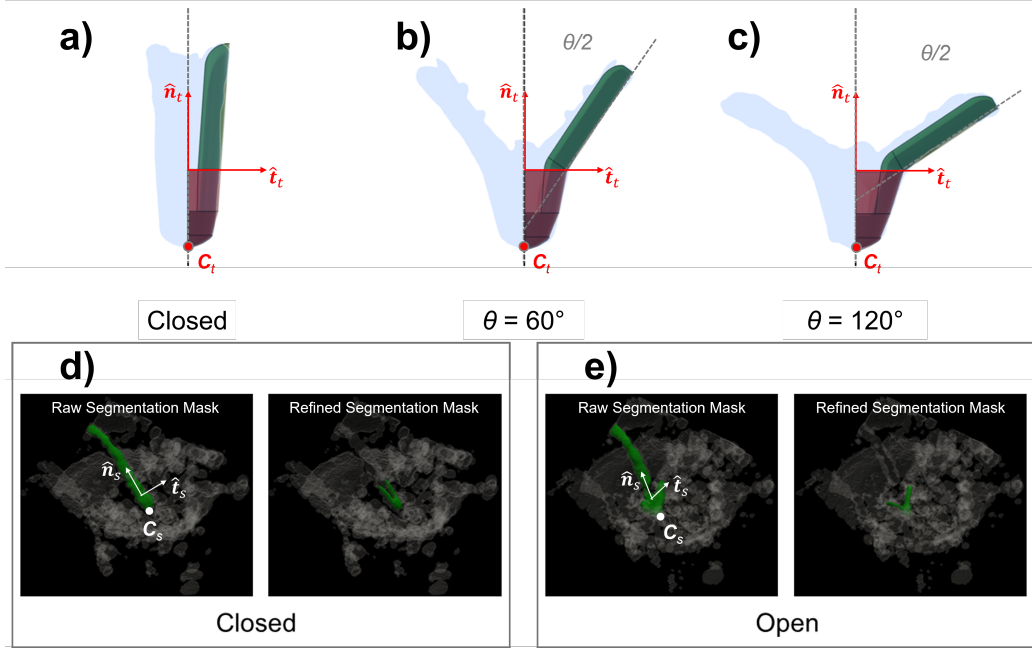 a)
b)
c)
θ/2
θ/2
n̂t
n̂t
n̂t
t̂t
t̂t
t̂t
Ct
Ct
Ct
Closed
θ = 60°
θ = 120°
d)
e)
Raw Segmentation Mask
Refined Segmentation Mask
Raw Segmentation Mask
Refined Segmentation Mask
n̂s
t̂s
n̂s
t̂s
Cs
Cs
Closed
Open